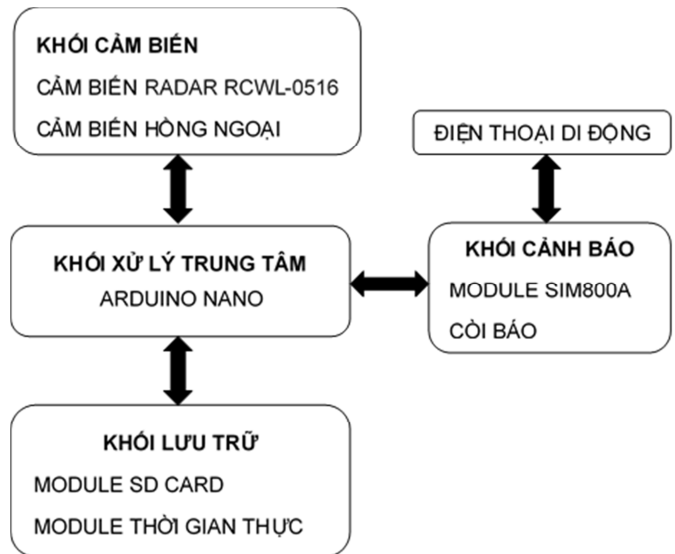 KHỐI CẢM BIẾN
CẢM BIẾN RADAR RCWL-0516
CẢM BIẾN HỒNG NGOẠI
ĐIỆN THOẠI DI ĐỘNG
KHỐI XỬ LÝ TRUNG TÂM
ARDUINO NANO
KHỐI CẢNH BÁO
MODULE SIM800A
CÒI BÁO
KHỐI LƯU TRỮ
MODULE SD CARD
MODULE THỜI GIAN THỰC